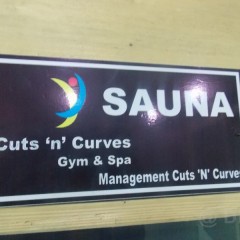 SAUNA
Cuts 'n' Curves
Gym & Spa
Management Cuts 'N' Curves